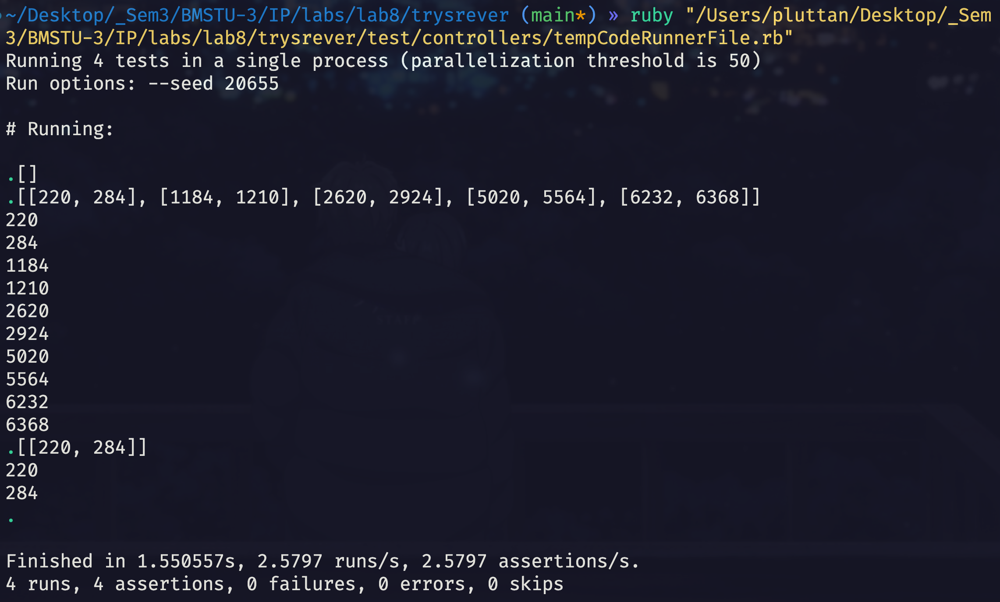 ~/Desktop/_Sem3/BMSTU-3/IP/labs/lab8/trysrever (main*) » ruby "/Users/pluttan/Desktop/_Sem
3/BMSTU-3/IP/labs/lab8/trysrever/test/controllers/tempCodeRunnerFile.rb"
Running 4 tests in a single process (parallelization threshold is 50)
Run options: --seed 20655
# Running:
.[]
.[[220, 284], [1184, 1210], [2620, 2924], [5020, 5564], [6232, 6368]]
220
284
1184
1210
2620
2924
5020
5564
6232
6368
.[[220, 284]]
220
284
.
Finished in 1.550557s, 2.5797 runs/s, 2.5797 assertions/s.
4 runs, 4 assertions, 0 failures, 0 errors, 0 skips